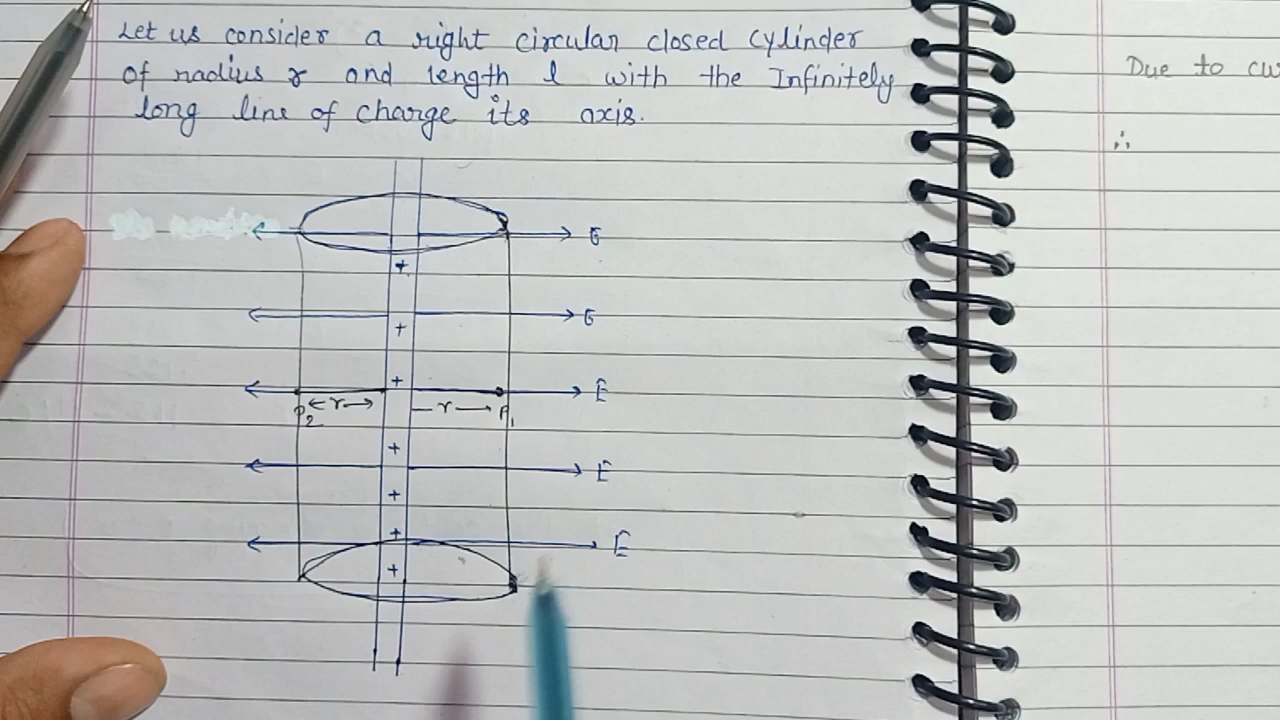 Let us consider a right circular closed cylinder
of radius r and length l with the Infinitely
long line of charge its axis.
Due to cu
∴
E
+
E
+
+
E
P2 ← r →
r → P1
+
E
+
+
E
+